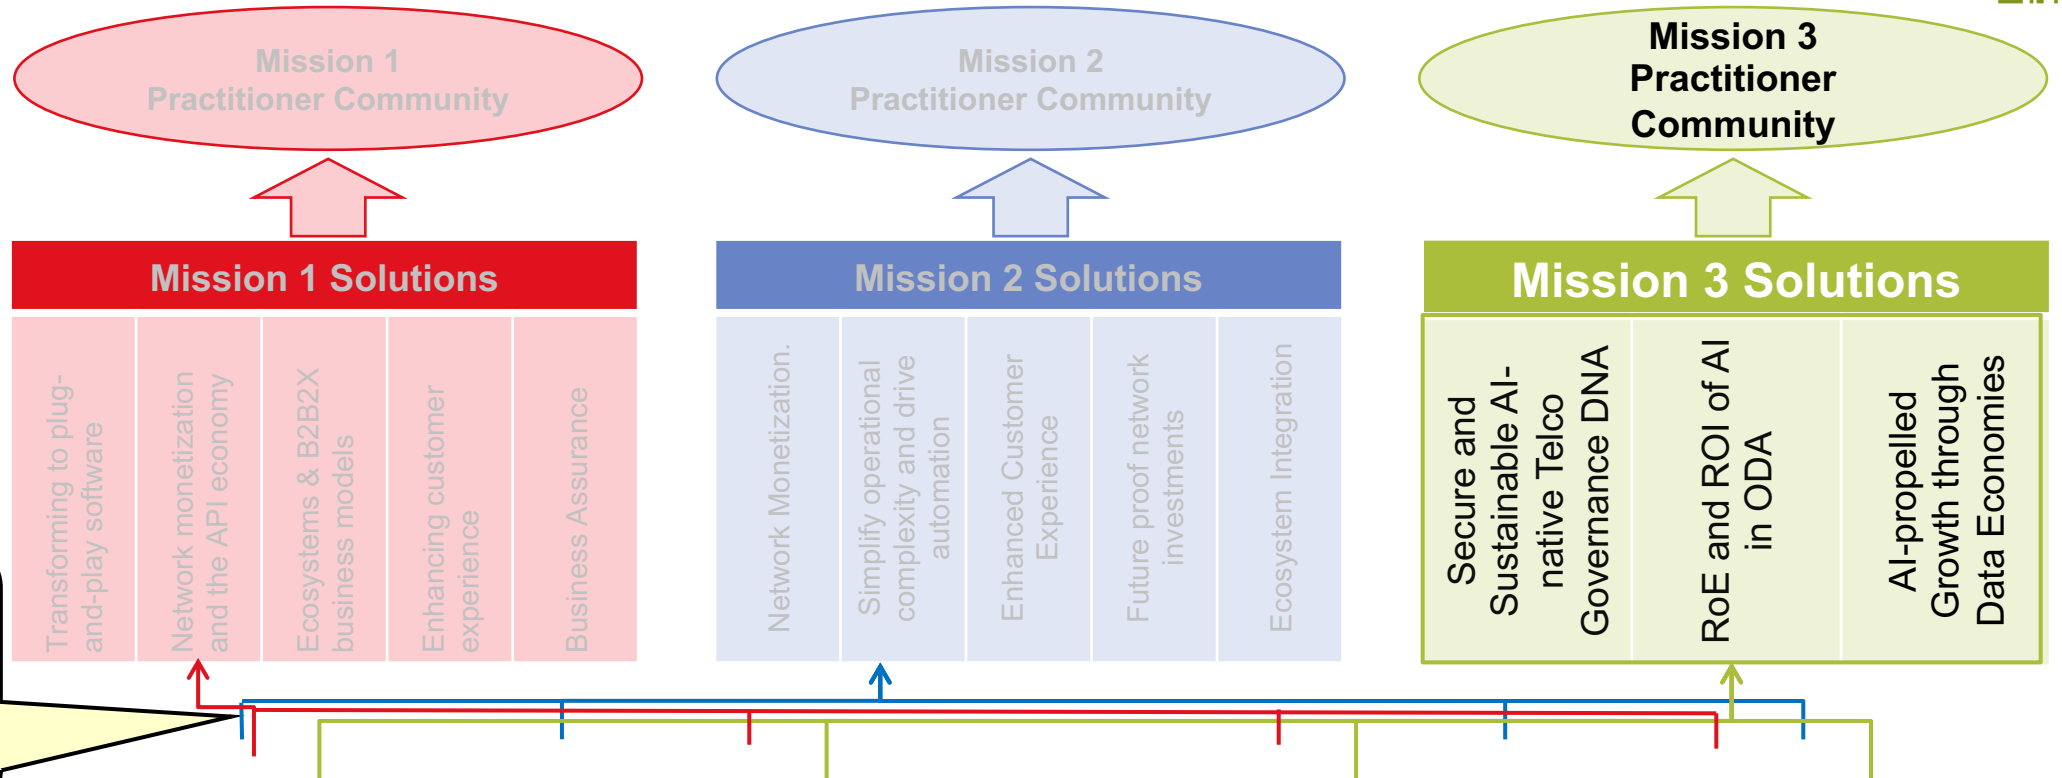 Mission 1
Practitioner Community
Mission 2
Practitioner Community
Mission 3
Practitioner
Community
Mission 1 Solutions
Mission 2 Solutions
Mission 3 Solutions
Transforming to plug-
and-play software
Network monetization
and the API economy
Ecosystems & B2B2X
business models
Enhancing customer
experience
Business Assurance
Network Monetization.
Simplify operational
complexity and drive
automation
Enhanced Customer
Experience
Future proof network
investments
Ecosystem Integration
Secure and
Sustainable AI-
native Telco
Governance DNA
RoE and ROI of AI
in ODA
AI-propelled
Growth through
Data Economies